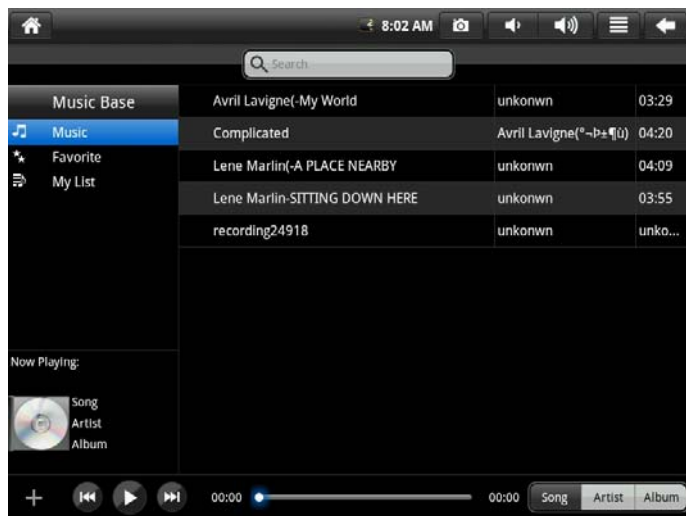 8:02 AM
Search
Music Base
Music
Favorite
My List
Avril Lavigne(-My World unkonwn 03:29
Complicated Avril Lavigne(°¬Þ±¶ù) 04:20
Lene Marlin(-A PLACE NEARBY unkonwn 04:09
Lene Marlin-SITTING DOWN HERE unkonwn 03:55
recording24918 unkonwn unko...
Now Playing:
Song
Artist
Album
00:00 00:00 Song Artist Album